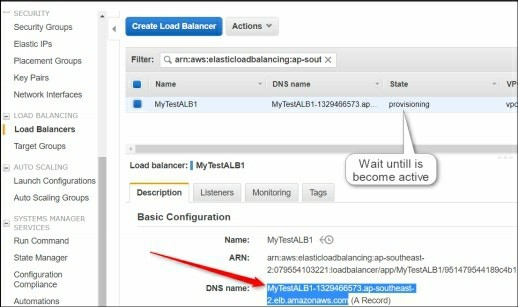 SECURITY
Security Groups
Elastic IPs
Placement Groups
Key Pairs
Network Interfaces
LOAD BALANCING
Load Balancers
Target Groups
AUTO SCALING
Launch Configurations
Auto Scaling Groups
SYSTEMS MANAGER
SERVICES
Run Command
State Manager
Configuration
Compliance
Automations
Create Load Balancer Actions
Filter: arn:aws:elasticloadbalancing:ap-sout
Name DNS name State VPC
MyTestALB1 MyTestALB1-1329466573.ap... provisioning vpc
Wait untill is
become active
Load balancer: MyTestALB1
Description Listeners Monitoring Tags
Basic Configuration
Name: MyTestALB1
ARN: arn:aws:elasticloadbalancing:ap-southeast-
2:079554103221:loadbalancer/app/MyTestALB1/951479544189c4b1
DNS name: MyTestALB1-1329466573.ap-southeast-
2.elb.amazonaws.com (A Record)